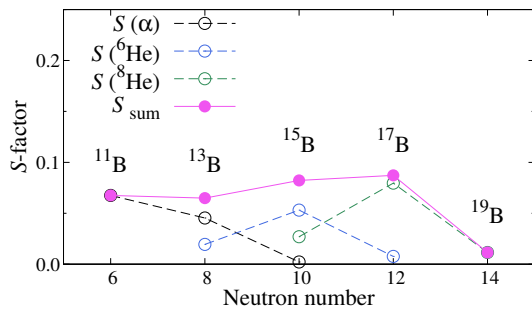 S (α)
S (⁶He)
S (⁸He)
S sum
S-factor
0.2
0.1
0.0
¹¹B
¹³B
¹⁵B
¹⁷B
¹⁹B
6
8
10
12
14
Neutron number